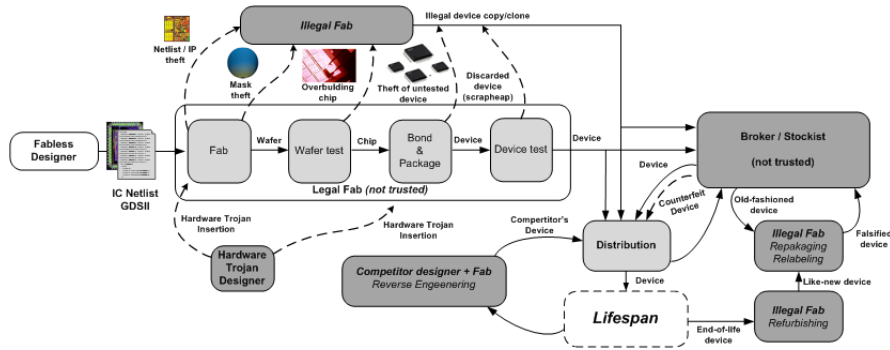 Illegal Fab
Illegal device copy/clone
Netlist / IP
theft
Mask
theft
Overbulding
chip
Theft of untested
device
Discarded
device
(scrapheap)
Fabless
Designer
IC Netlist
GDSII
Fab
Wafer
Wafer test
Chip
Bond
&
Package
Device
Device test
Device
Legal Fab (not trusted)
Broker / Stockist
(not trusted)
Device
Counterfeit
Device
Old-fashioned
device
Hardware Trojan
Insertion
Hardware Trojan
Insertion
Hardware
Trojan
Designer
Competitor's
Device
Distribution
Illegal Fab
Repakaging
Relabeling
Falsified
device
Competitor designer + Fab
Reverse Engeenering
Device
Like-new device
Lifespan
End-of-life
device
Illegal Fab
Refurbishing